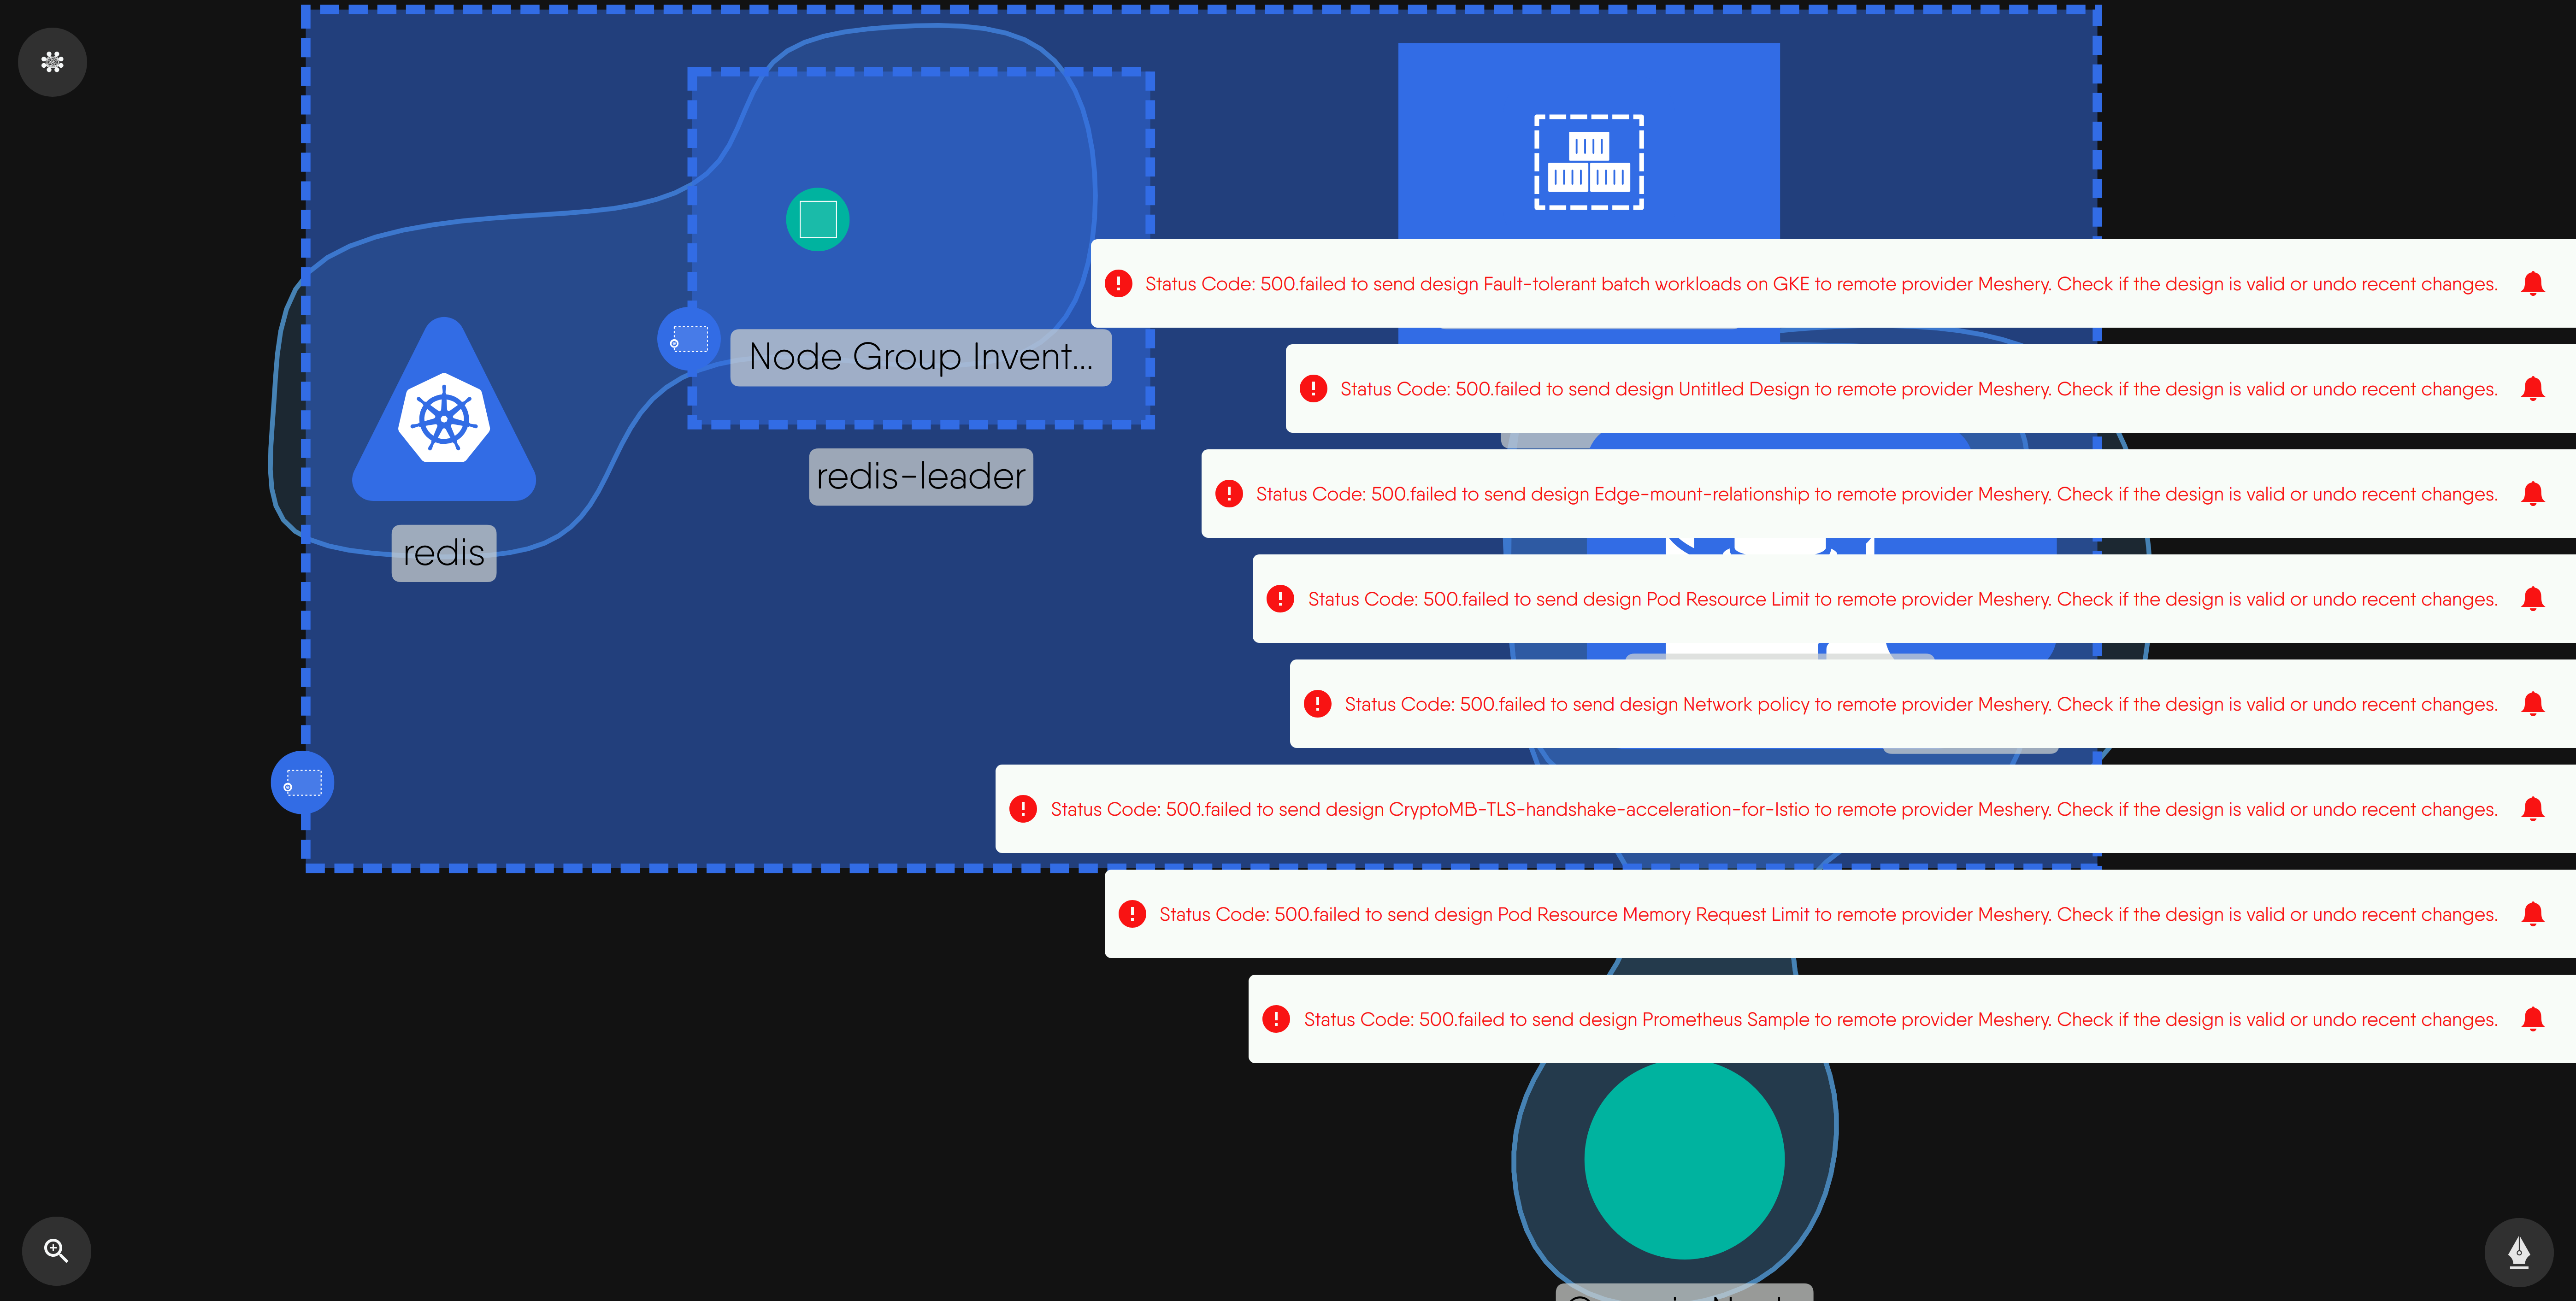 Status Code: 500.failed to send design Fault-tolerant batch workloads on GKE to remote provider Meshery. Check if the design is valid or undo recent changes.
Node Group Invent...
Status Code: 500.failed to send design Untitled Design to remote provider Meshery. Check if the design is valid or undo recent changes.
redis-leader
Status Code: 500.failed to send design Edge-mount-relationship to remote provider Meshery. Check if the design is valid or undo recent changes.
redis
Status Code: 500.failed to send design Pod Resource Limit to remote provider Meshery. Check if the design is valid or undo recent changes.
Status Code: 500.failed to send design Network policy to remote provider Meshery. Check if the design is valid or undo recent changes.
Status Code: 500.failed to send design CryptoMB-TLS-handshake-acceleration-for-Istio to remote provider Meshery. Check if the design is valid or undo recent changes.
Status Code: 500.failed to send design Pod Resource Memory Request Limit to remote provider Meshery. Check if the design is valid or undo recent changes.
Status Code: 500.failed to send design Prometheus Sample to remote provider Meshery. Check if the design is valid or undo recent changes.